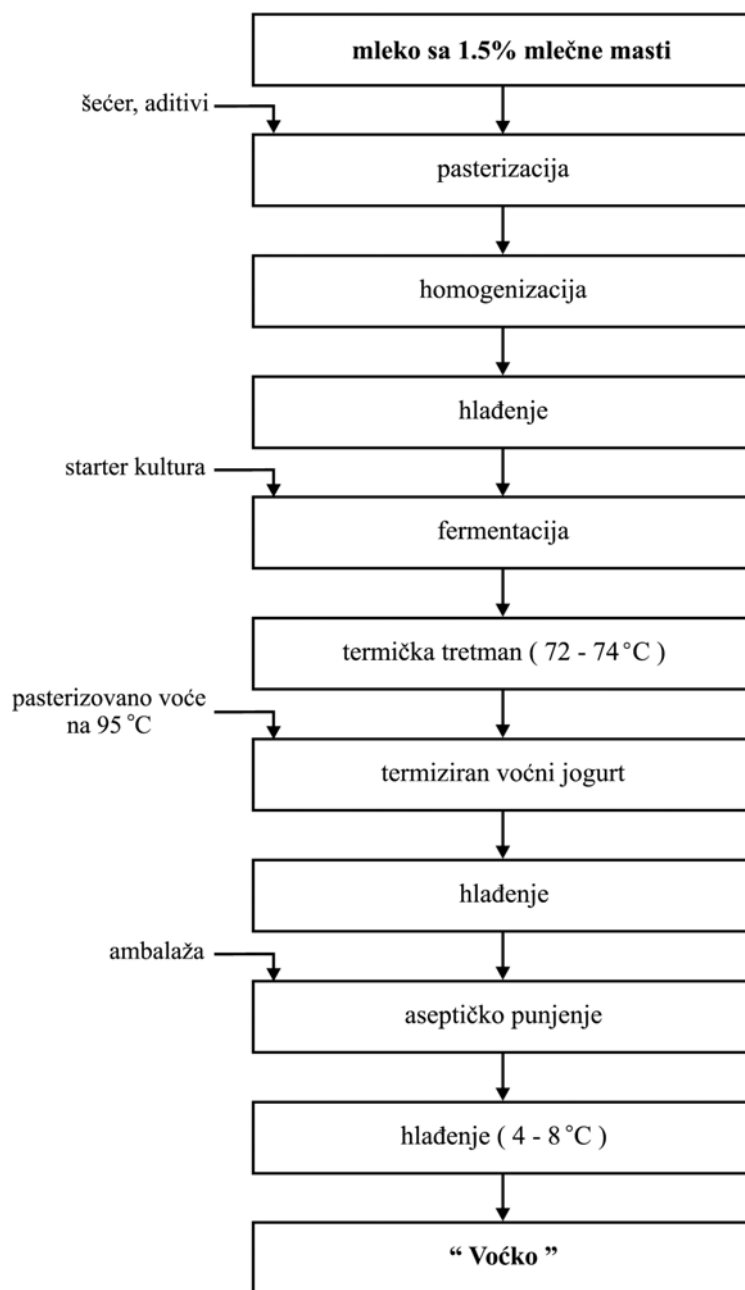 mleko sa 1.5% mlečne masti
šećer, aditivi
pasterizacija
homogenizacija
hlađenje
starter kultura
fermentacija
termička tretman ( 72 - 74 °C )
pasterizovano voće
na 95 °C
termiziran voćni jogurt
hlađenje
ambalaža
aseptičko punjenje
hlađenje ( 4 - 8 °C )
“ Voćko ”